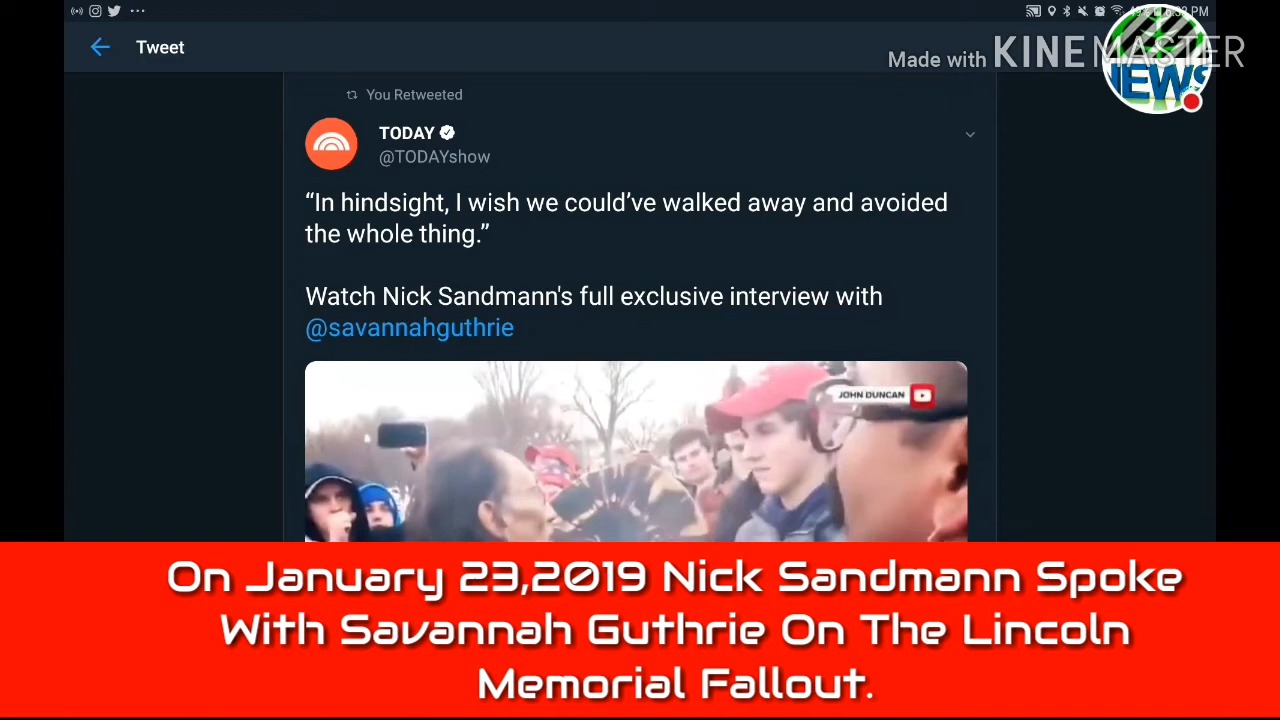 Tweet
Made with KINEMASTER
NEWS
You Retweeted
TODAY
@TODAYshow
“In hindsight, I wish we could’ve walked away and avoided
the whole thing.”
Watch Nick Sandmann's full exclusive interview with
@savannahguthrie
JOHN DUNCAN
On January 23,2019 Nick Sandmann Spoke
With Savannah Guthrie On The Lincoln
Memorial Fallout.